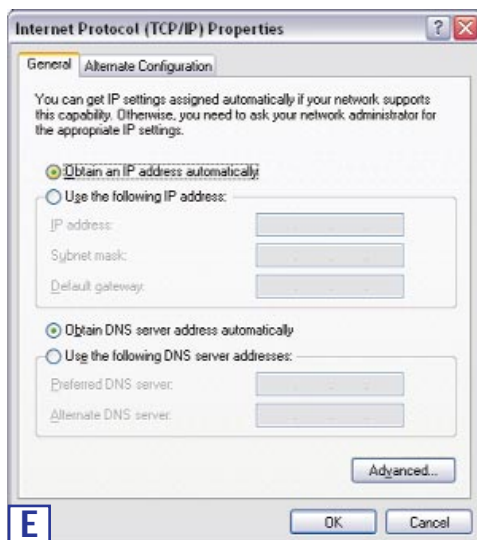 Internet Protocol (TCP/IP) Properties
General
Alternate Configuration
You can get IP settings assigned automatically if your network supports
this capability. Otherwise, you need to ask your network administrator for
the appropriate IP settings.
Obtain an IP address automatically
Use the following IP address:
IP address:
Subnet mask:
Default gateway:
Obtain DNS server address automatically
Use the following DNS server addresses:
Preferred DNS server:
Alternate DNS server:
Advanced...
OK
Cancel
E